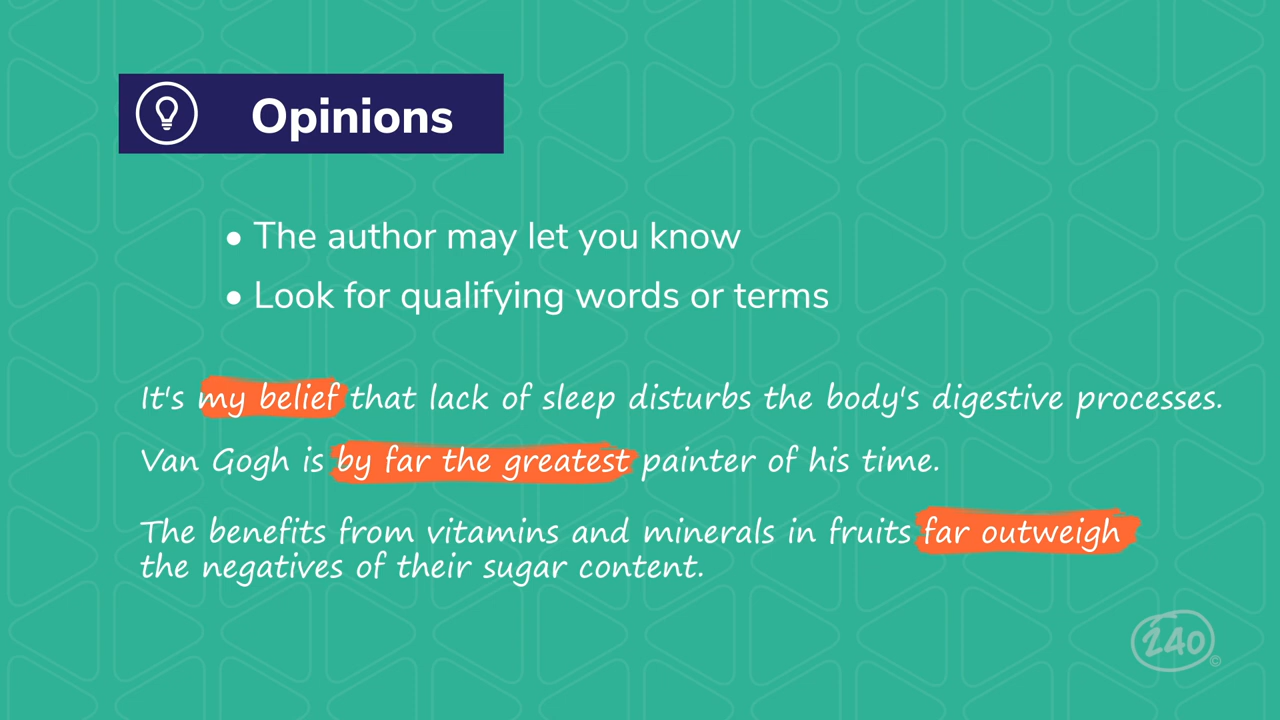 Opinions
• The author may let you know
• Look for qualifying words or terms
It's my belief that lack of sleep disturbs the body's digestive processes.
Van Gogh is by far the greatest painter of his time.
The benefits from vitamins and minerals in fruits far outweigh
the negatives of their sugar content.
240
©